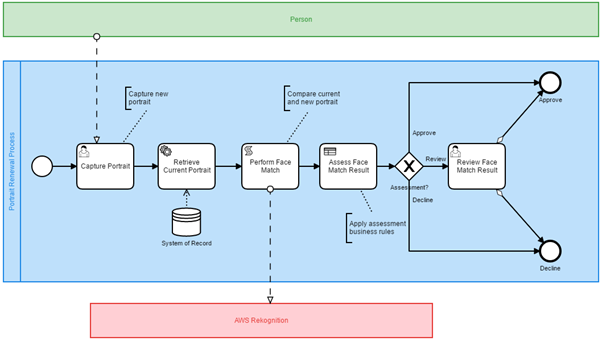 Person
Portrait Renewal Process
Capture new
portrait
Compare current
and new portrait
Approve
Capture Portrait
Retrieve
Current Portrait
Perform Face
Match
Assess Face
Match Result
Approve
Review
Review Face
Match Result
Assessment?
Decline
System of Record
Apply assessment
business rules
Decline
AWS Rekognition